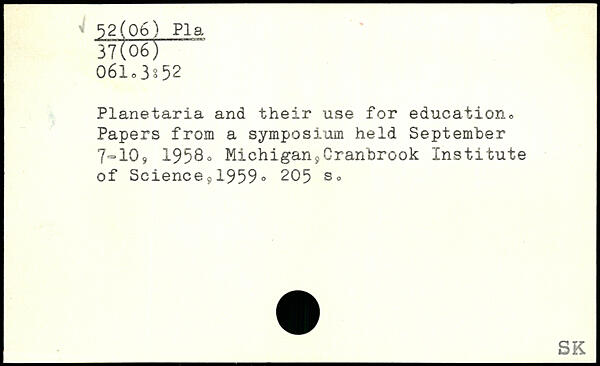 52(06) Pla
37(06)
061.3:52
Planetaria and their use for education.
Papers from a symposium held September
7-10, 1958. Michigan,Cranbrook Institute
of Science,1959. 205 s.
SK